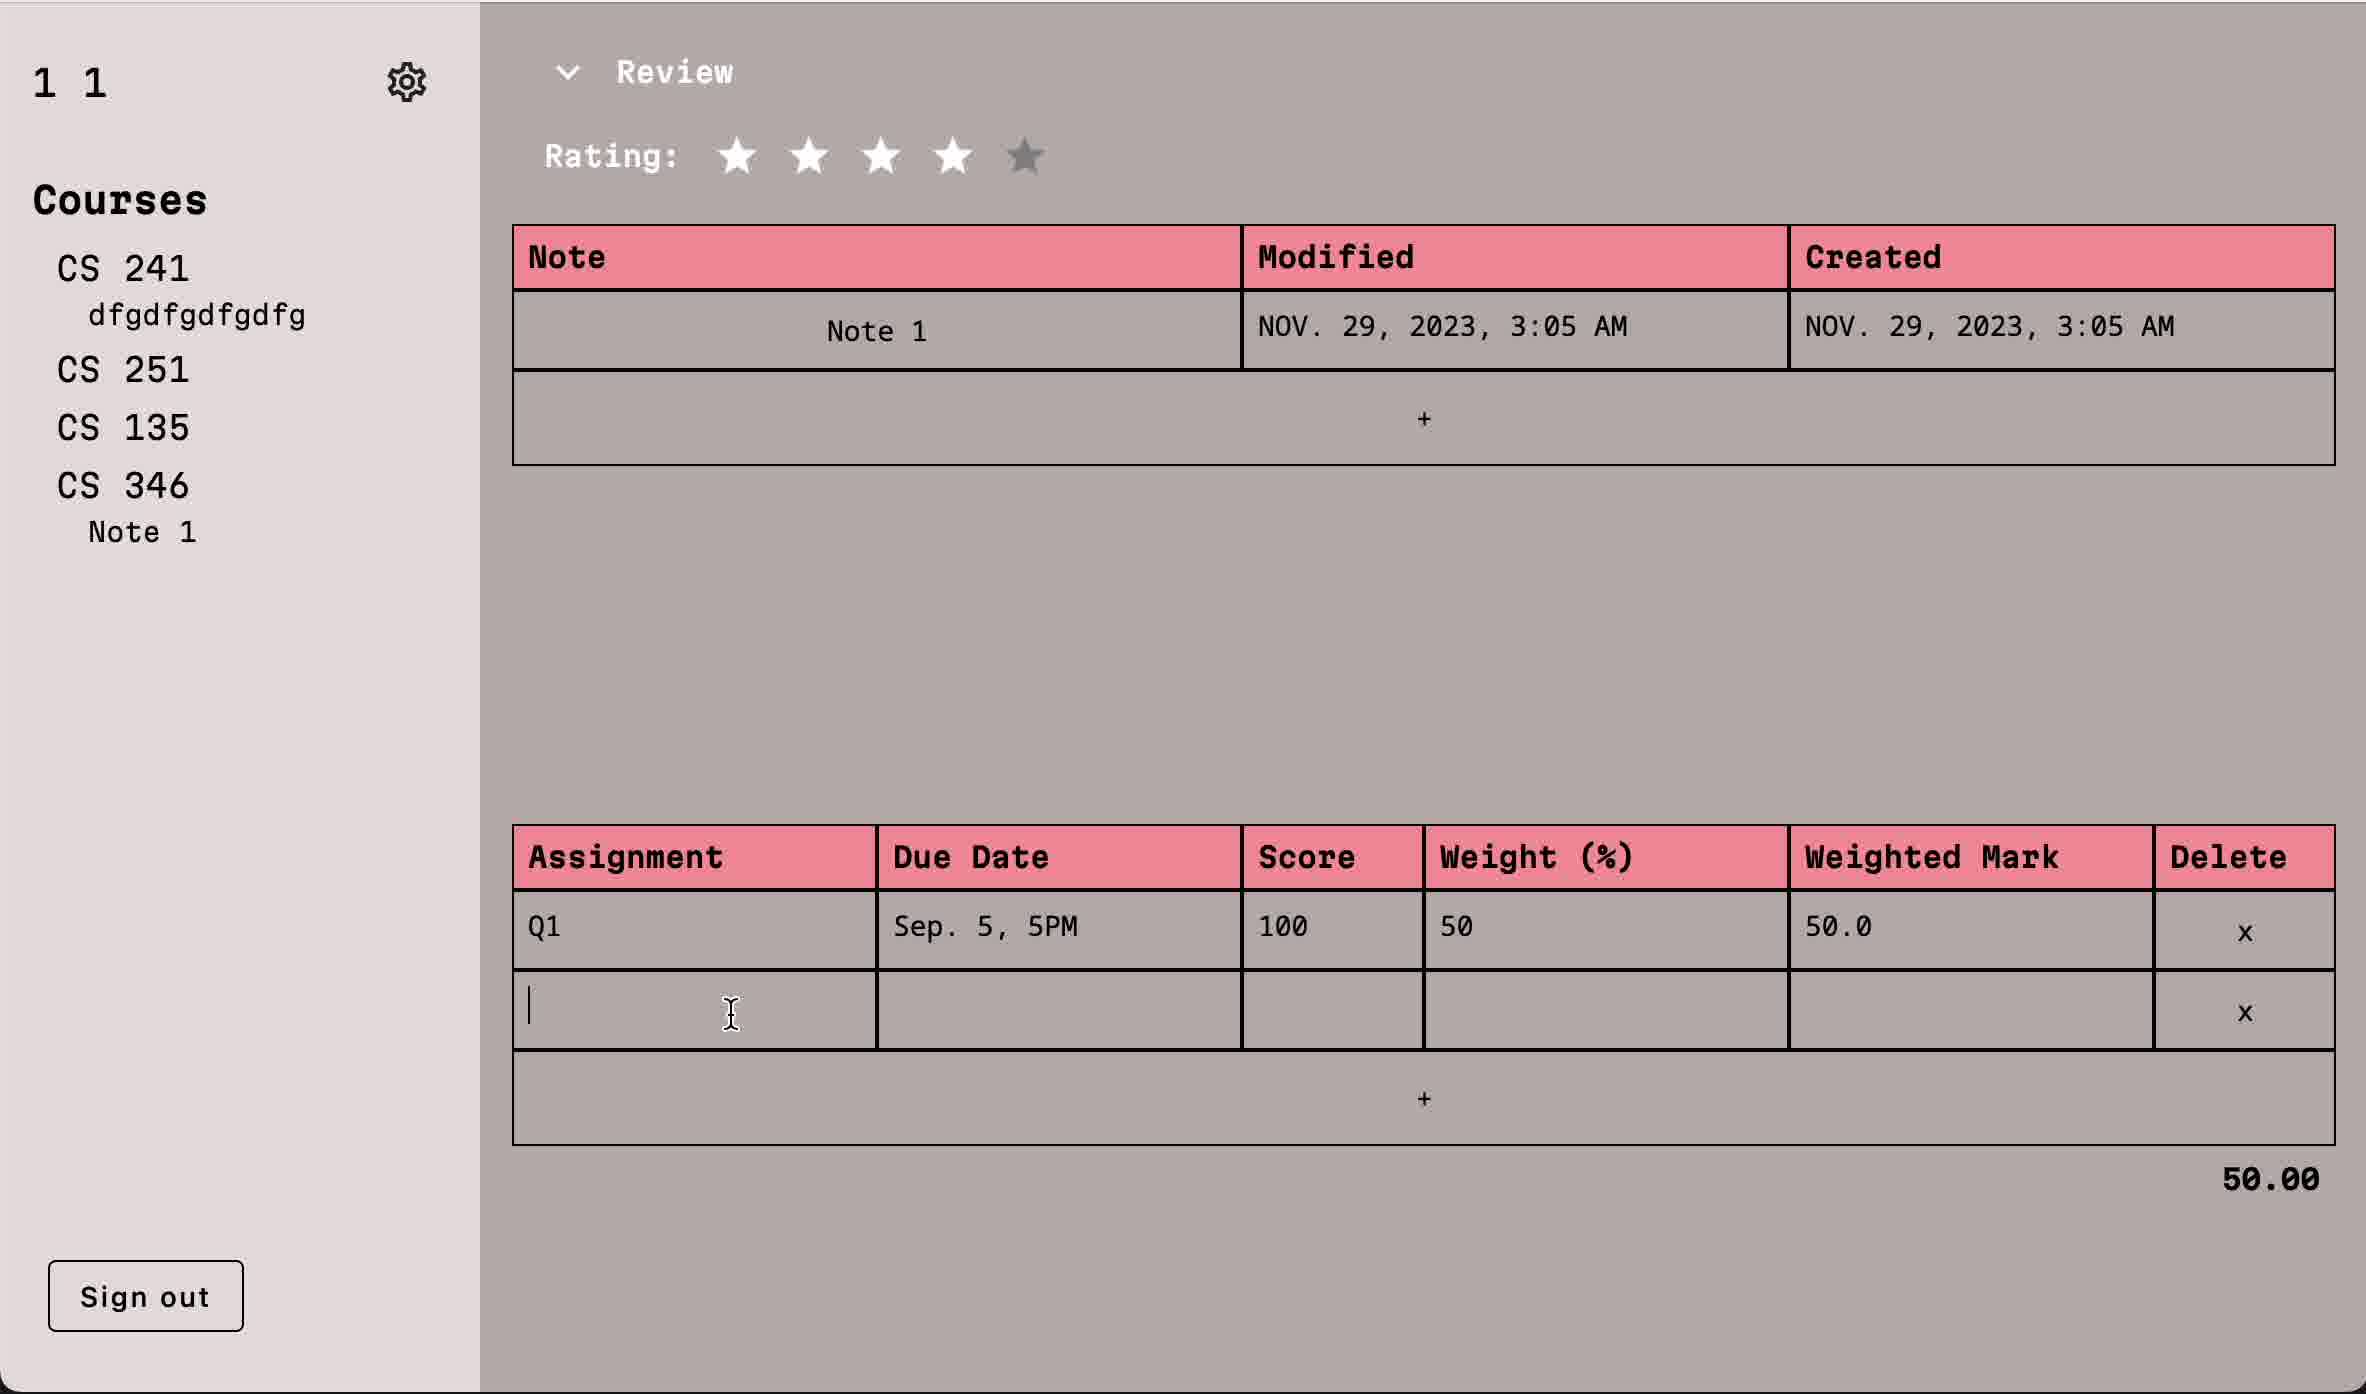 1 1
Courses
CS 241
dfgdfgdfgdfg
CS 251
CS 135
CS 346
Note 1
Sign out
Review
Rating:
Note Modified Created
Note 1 NOV. 29, 2023, 3:05 AM NOV. 29, 2023, 3:05 AM
+
Assignment Due Date Score Weight (%) Weighted Mark Delete
Q1 Sep. 5, 5PM 100 50 50.0 x
x
+
50.00